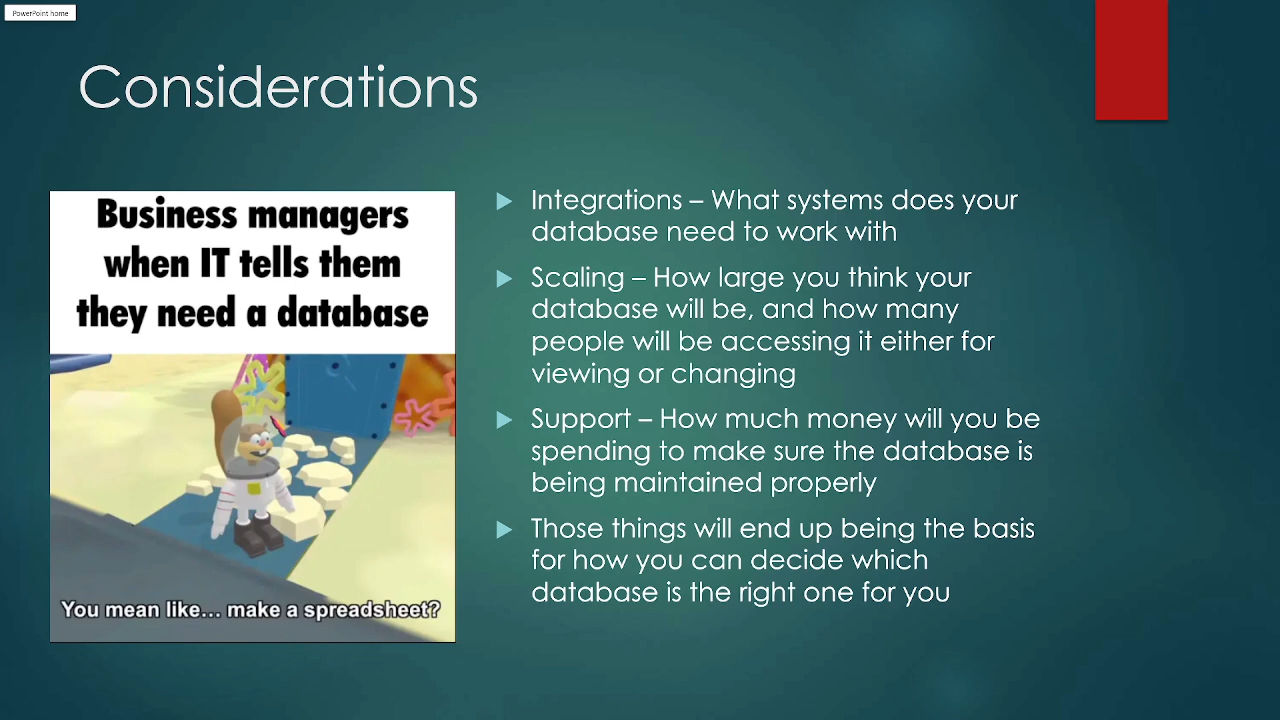 PowerPoint home
Considerations
Business managers
when IT tells them
they need a database
You mean like... make a spreadsheet?
Integrations – What systems does your
database need to work with
Scaling – How large you think your
database will be, and how many
people will be accessing it either for
viewing or changing
Support – How much money will you be
spending to make sure the database is
being maintained properly
Those things will end up being the basis
for how you can decide which
database is the right one for you